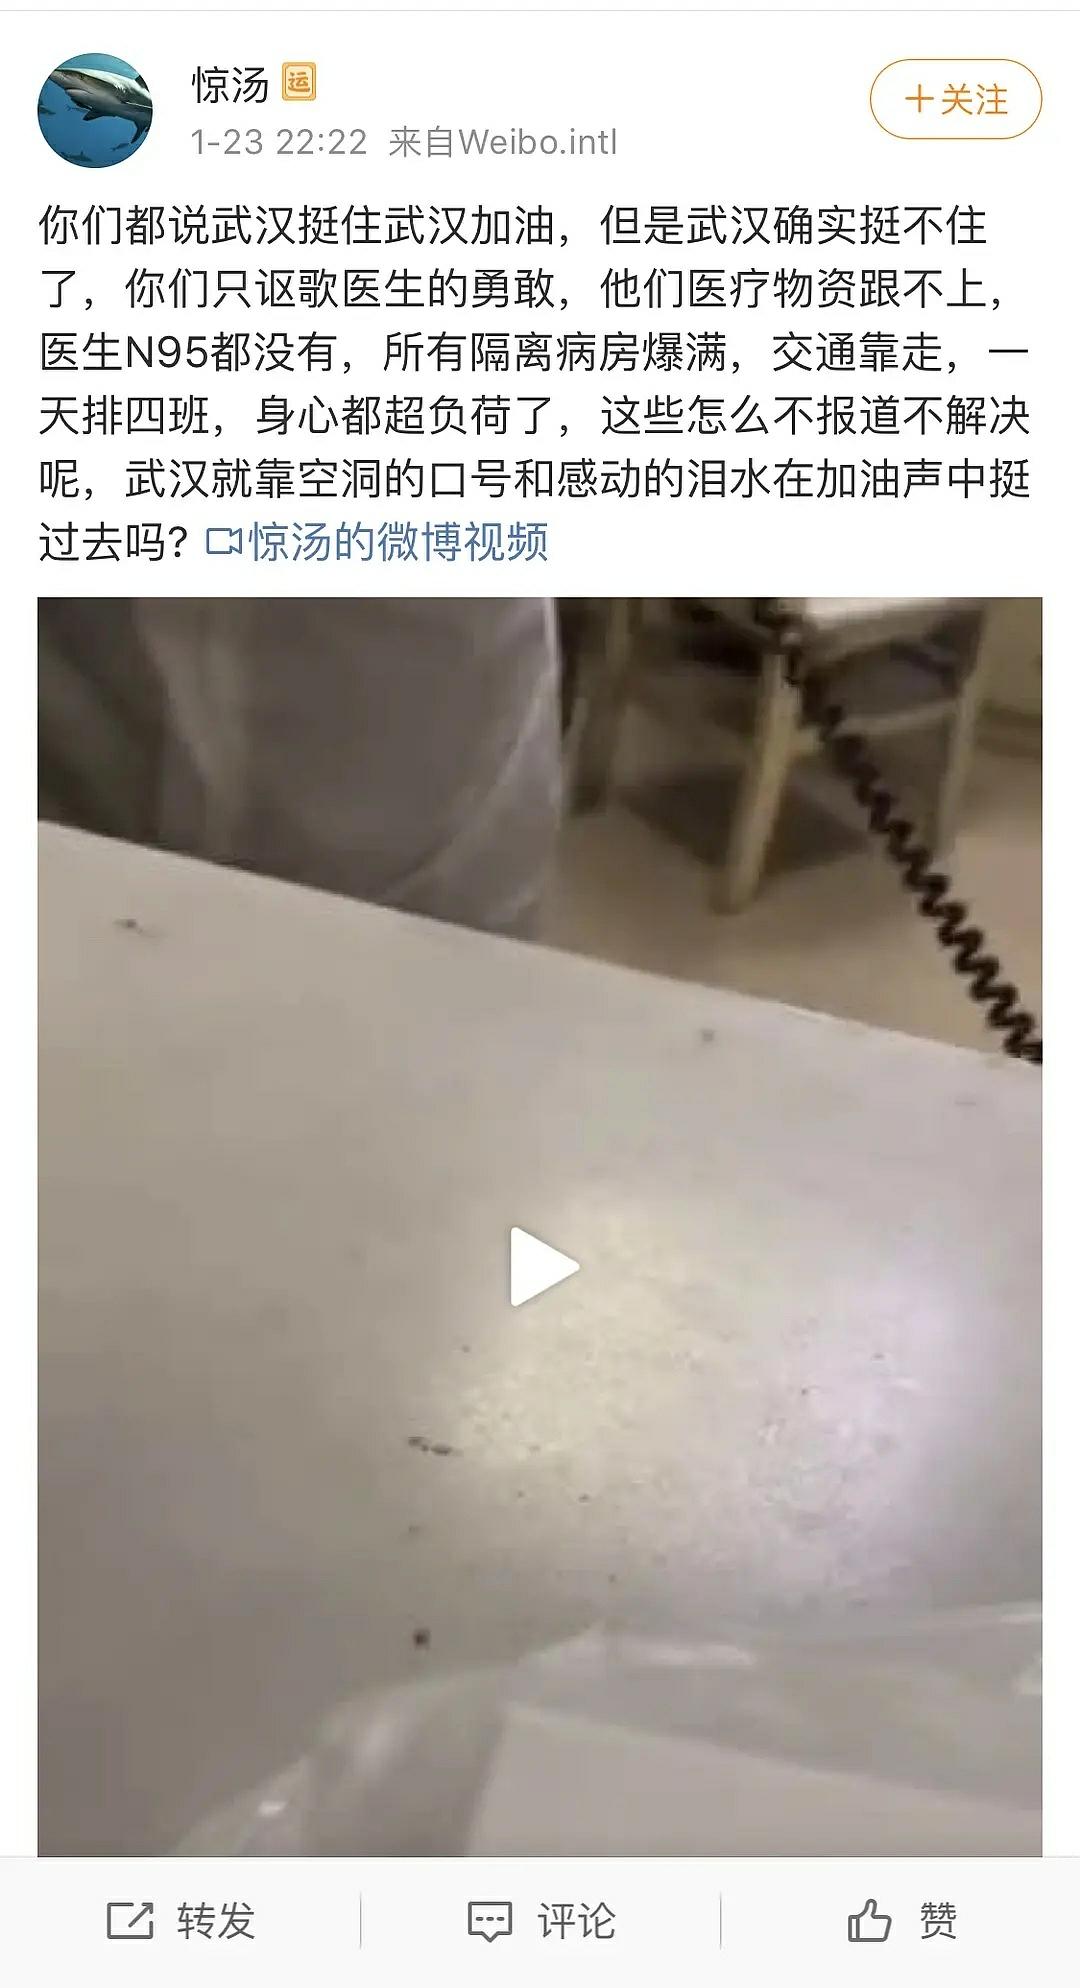 惊汤 运
+关注
1-23 22:22 来自Weibo.intl
你们都说武汉挺住武汉加油，但是武汉确实挺不住
了，你们只讴歌医生的勇敢，他们医疗物资跟不上，
医生N95都没有，所有隔离病房爆满，交通靠走，一
天排四班，身心都超负荷了，这些怎么不报道不解决
呢，武汉就靠空洞的口号和感动的泪水在加油声中挺
过去吗? 惊汤的微博视频
转发 评论 赞